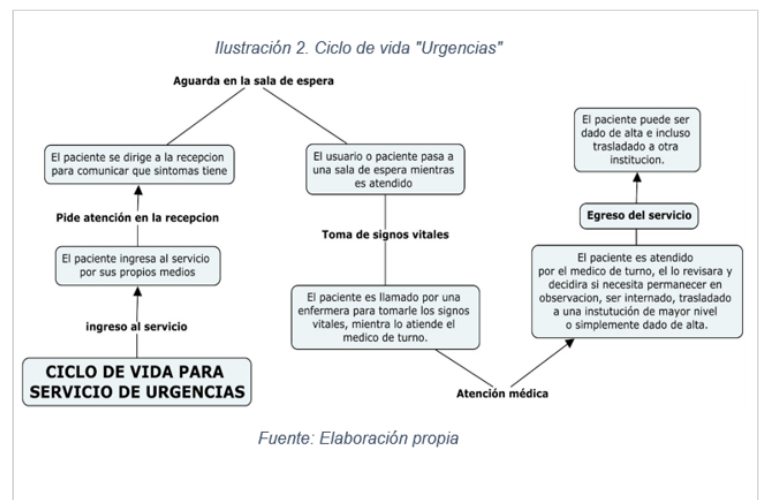 Ilustración 2. Ciclo de vida "Urgencias"
CICLO DE VIDA PARA
SERVICIO DE URGENCIAS
ingreso al servicio
El paciente ingresa al servicio
por sus propios medios
Pide atención en la recepcion
El paciente se dirige a la recepcion
para comunicar que sintomas tiene
Aguarda en la sala de espera
El usuario o paciente pasa a
una sala de espera mientras
es atendido
Toma de signos vitales
El paciente es llamado por una
enfermera para tomarle los signos
vitales, mientra lo atiende el
medico de turno.
Atención médica
El paciente es atendido
por el medico de turno, el lo revisara y
decidira si necesita permanecer en
observacion, ser internado, trasladado
a una instutución de mayor nivel
o simplemente dado de alta.
Egreso del servicio
El paciente puede ser
dado de alta e incluso
trasladado a otra
institucion.
Fuente: Elaboración propia